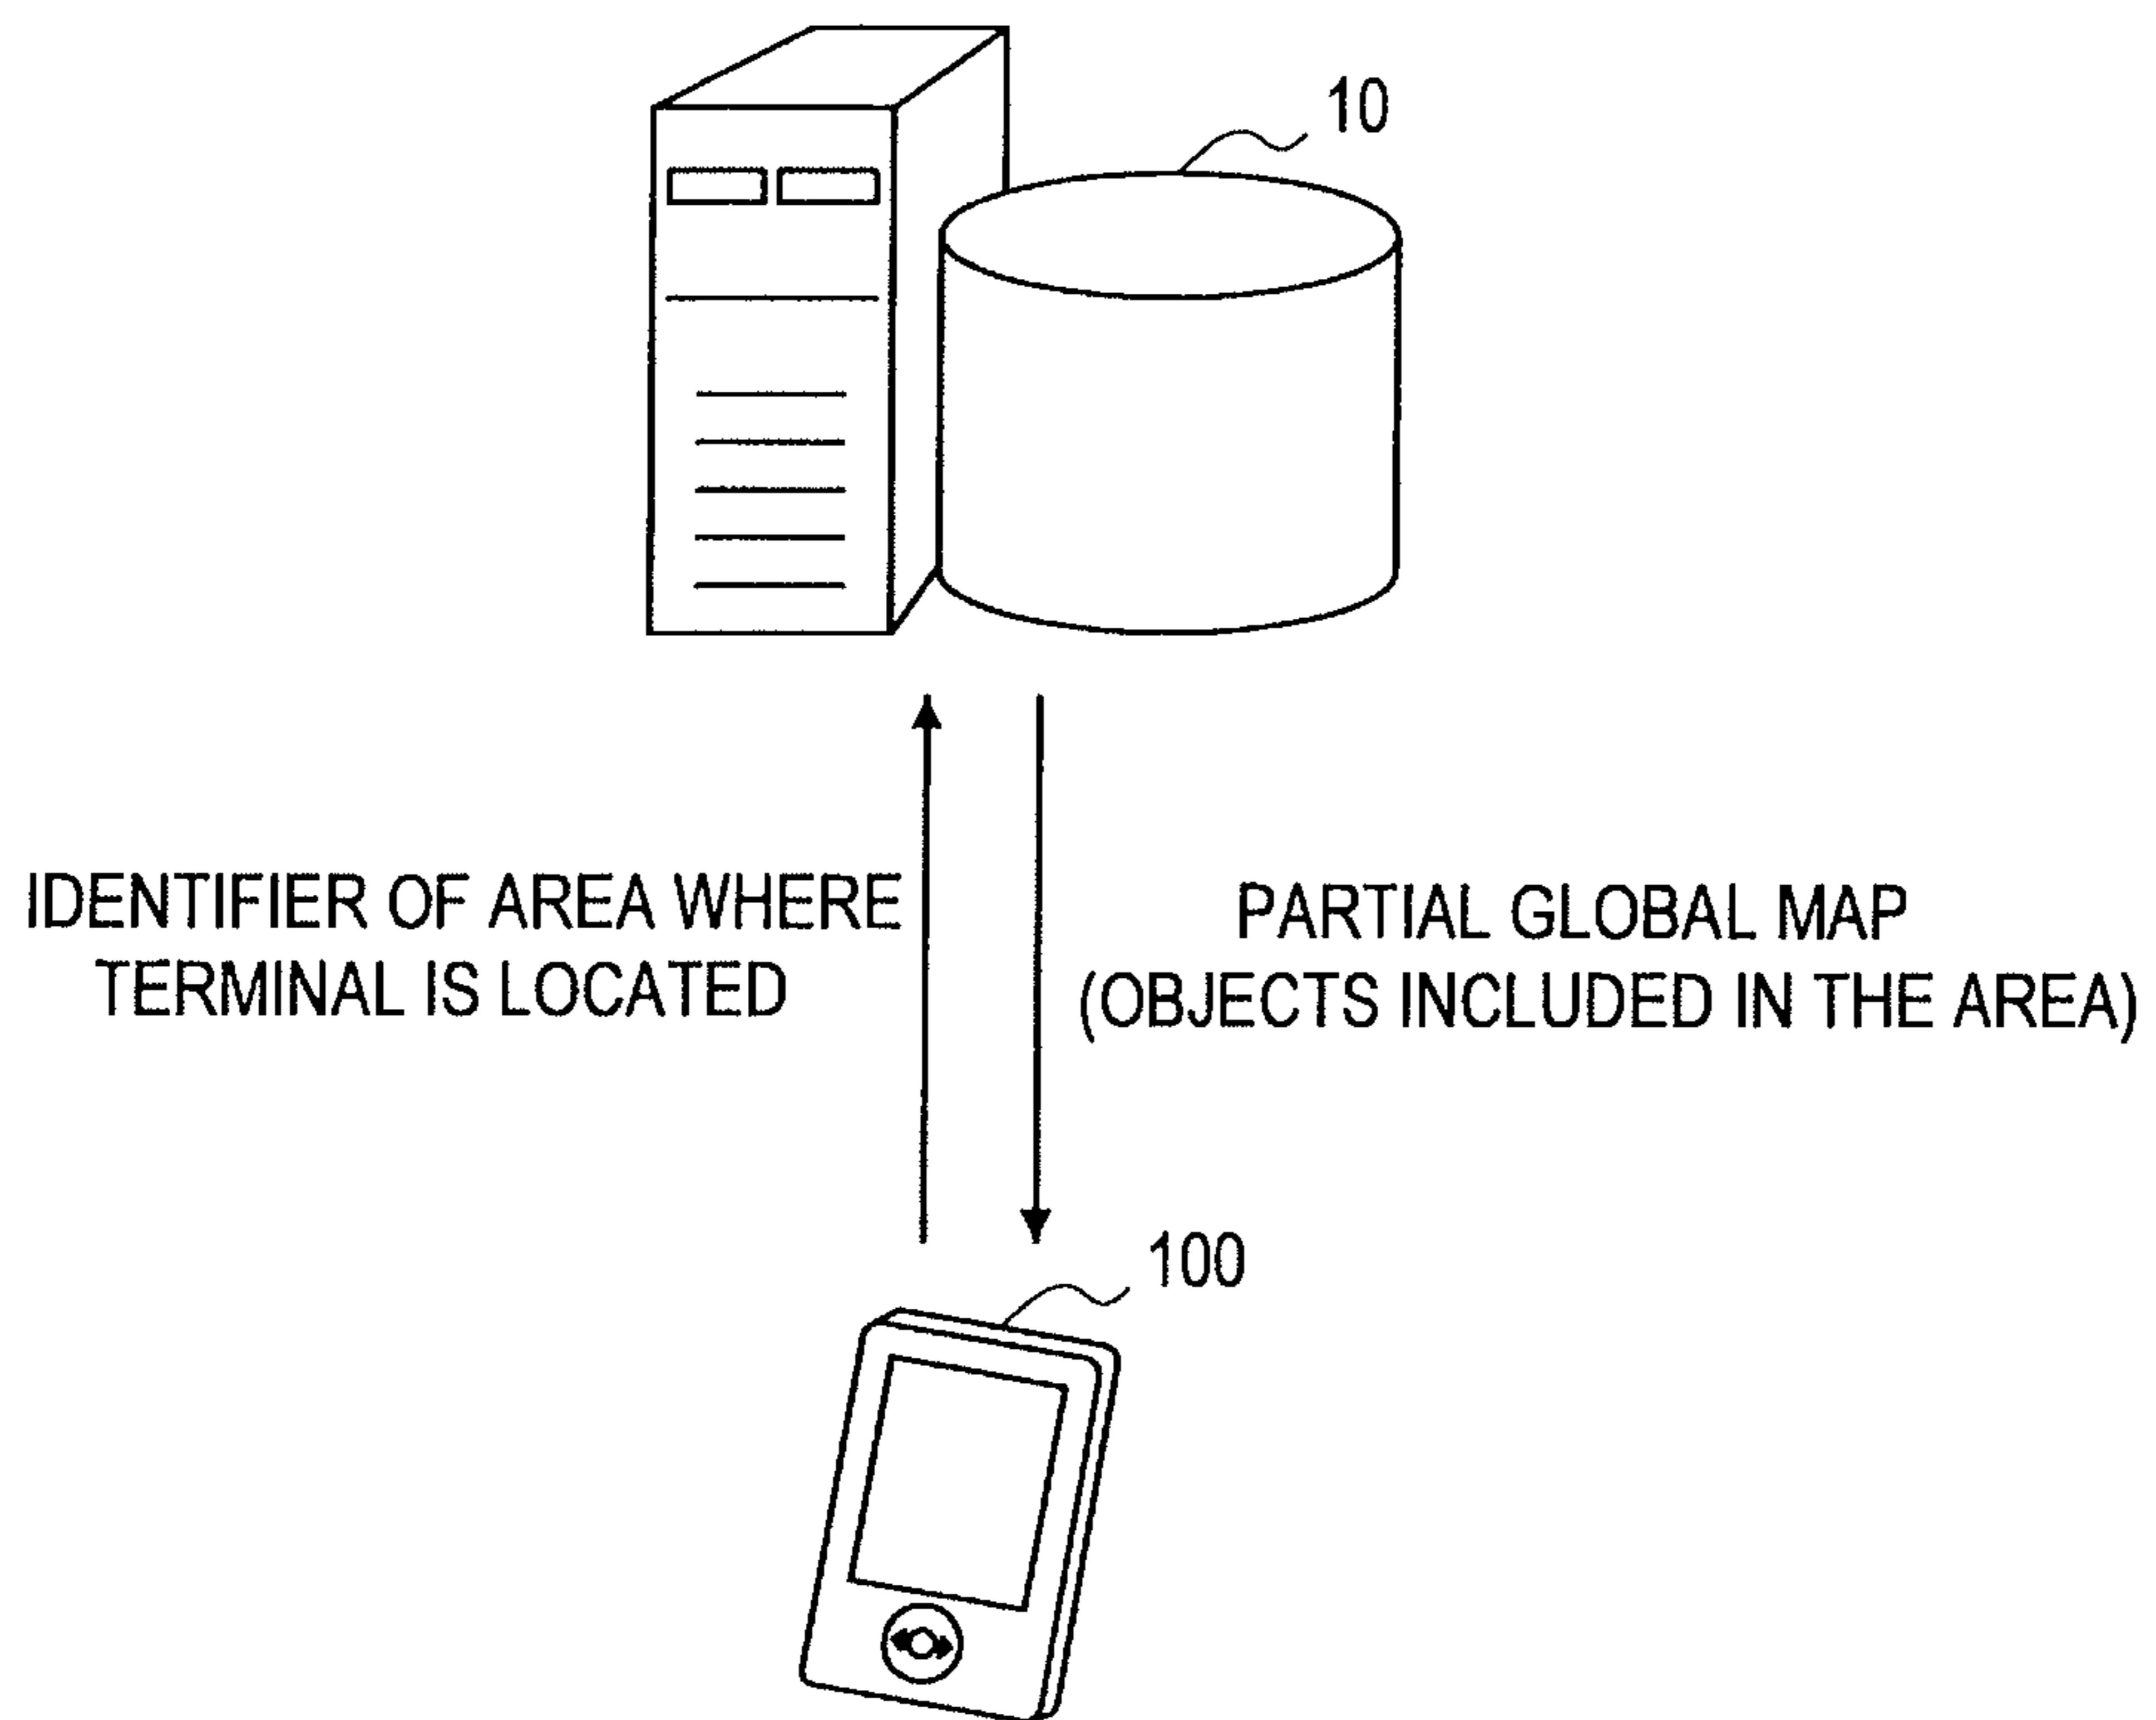 10
IDENTIFIER OF AREA WHERE
TERMINAL IS LOCATED
PARTIAL GLOBAL MAP
(OBJECTS INCLUDED IN THE AREA)
100